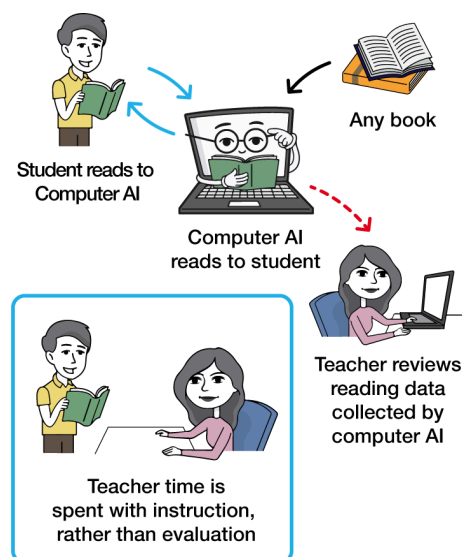 Any book
Student reads to
Computer AI
Computer AI
reads to student
Teacher reviews
reading data
collected by
computer AI
Teacher time is
spent with instruction,
rather than evaluation